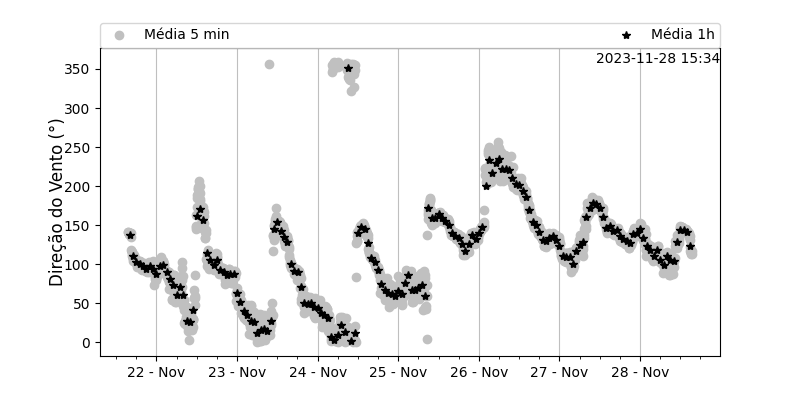 Média 5 min
Média 1h
2023-11-28 15:34
Direção do Vento (°)
350
300
250
200
150
100
50
0
22 - Nov
23 - Nov
24 - Nov
25 - Nov
26 - Nov
27 - Nov
28 - Nov